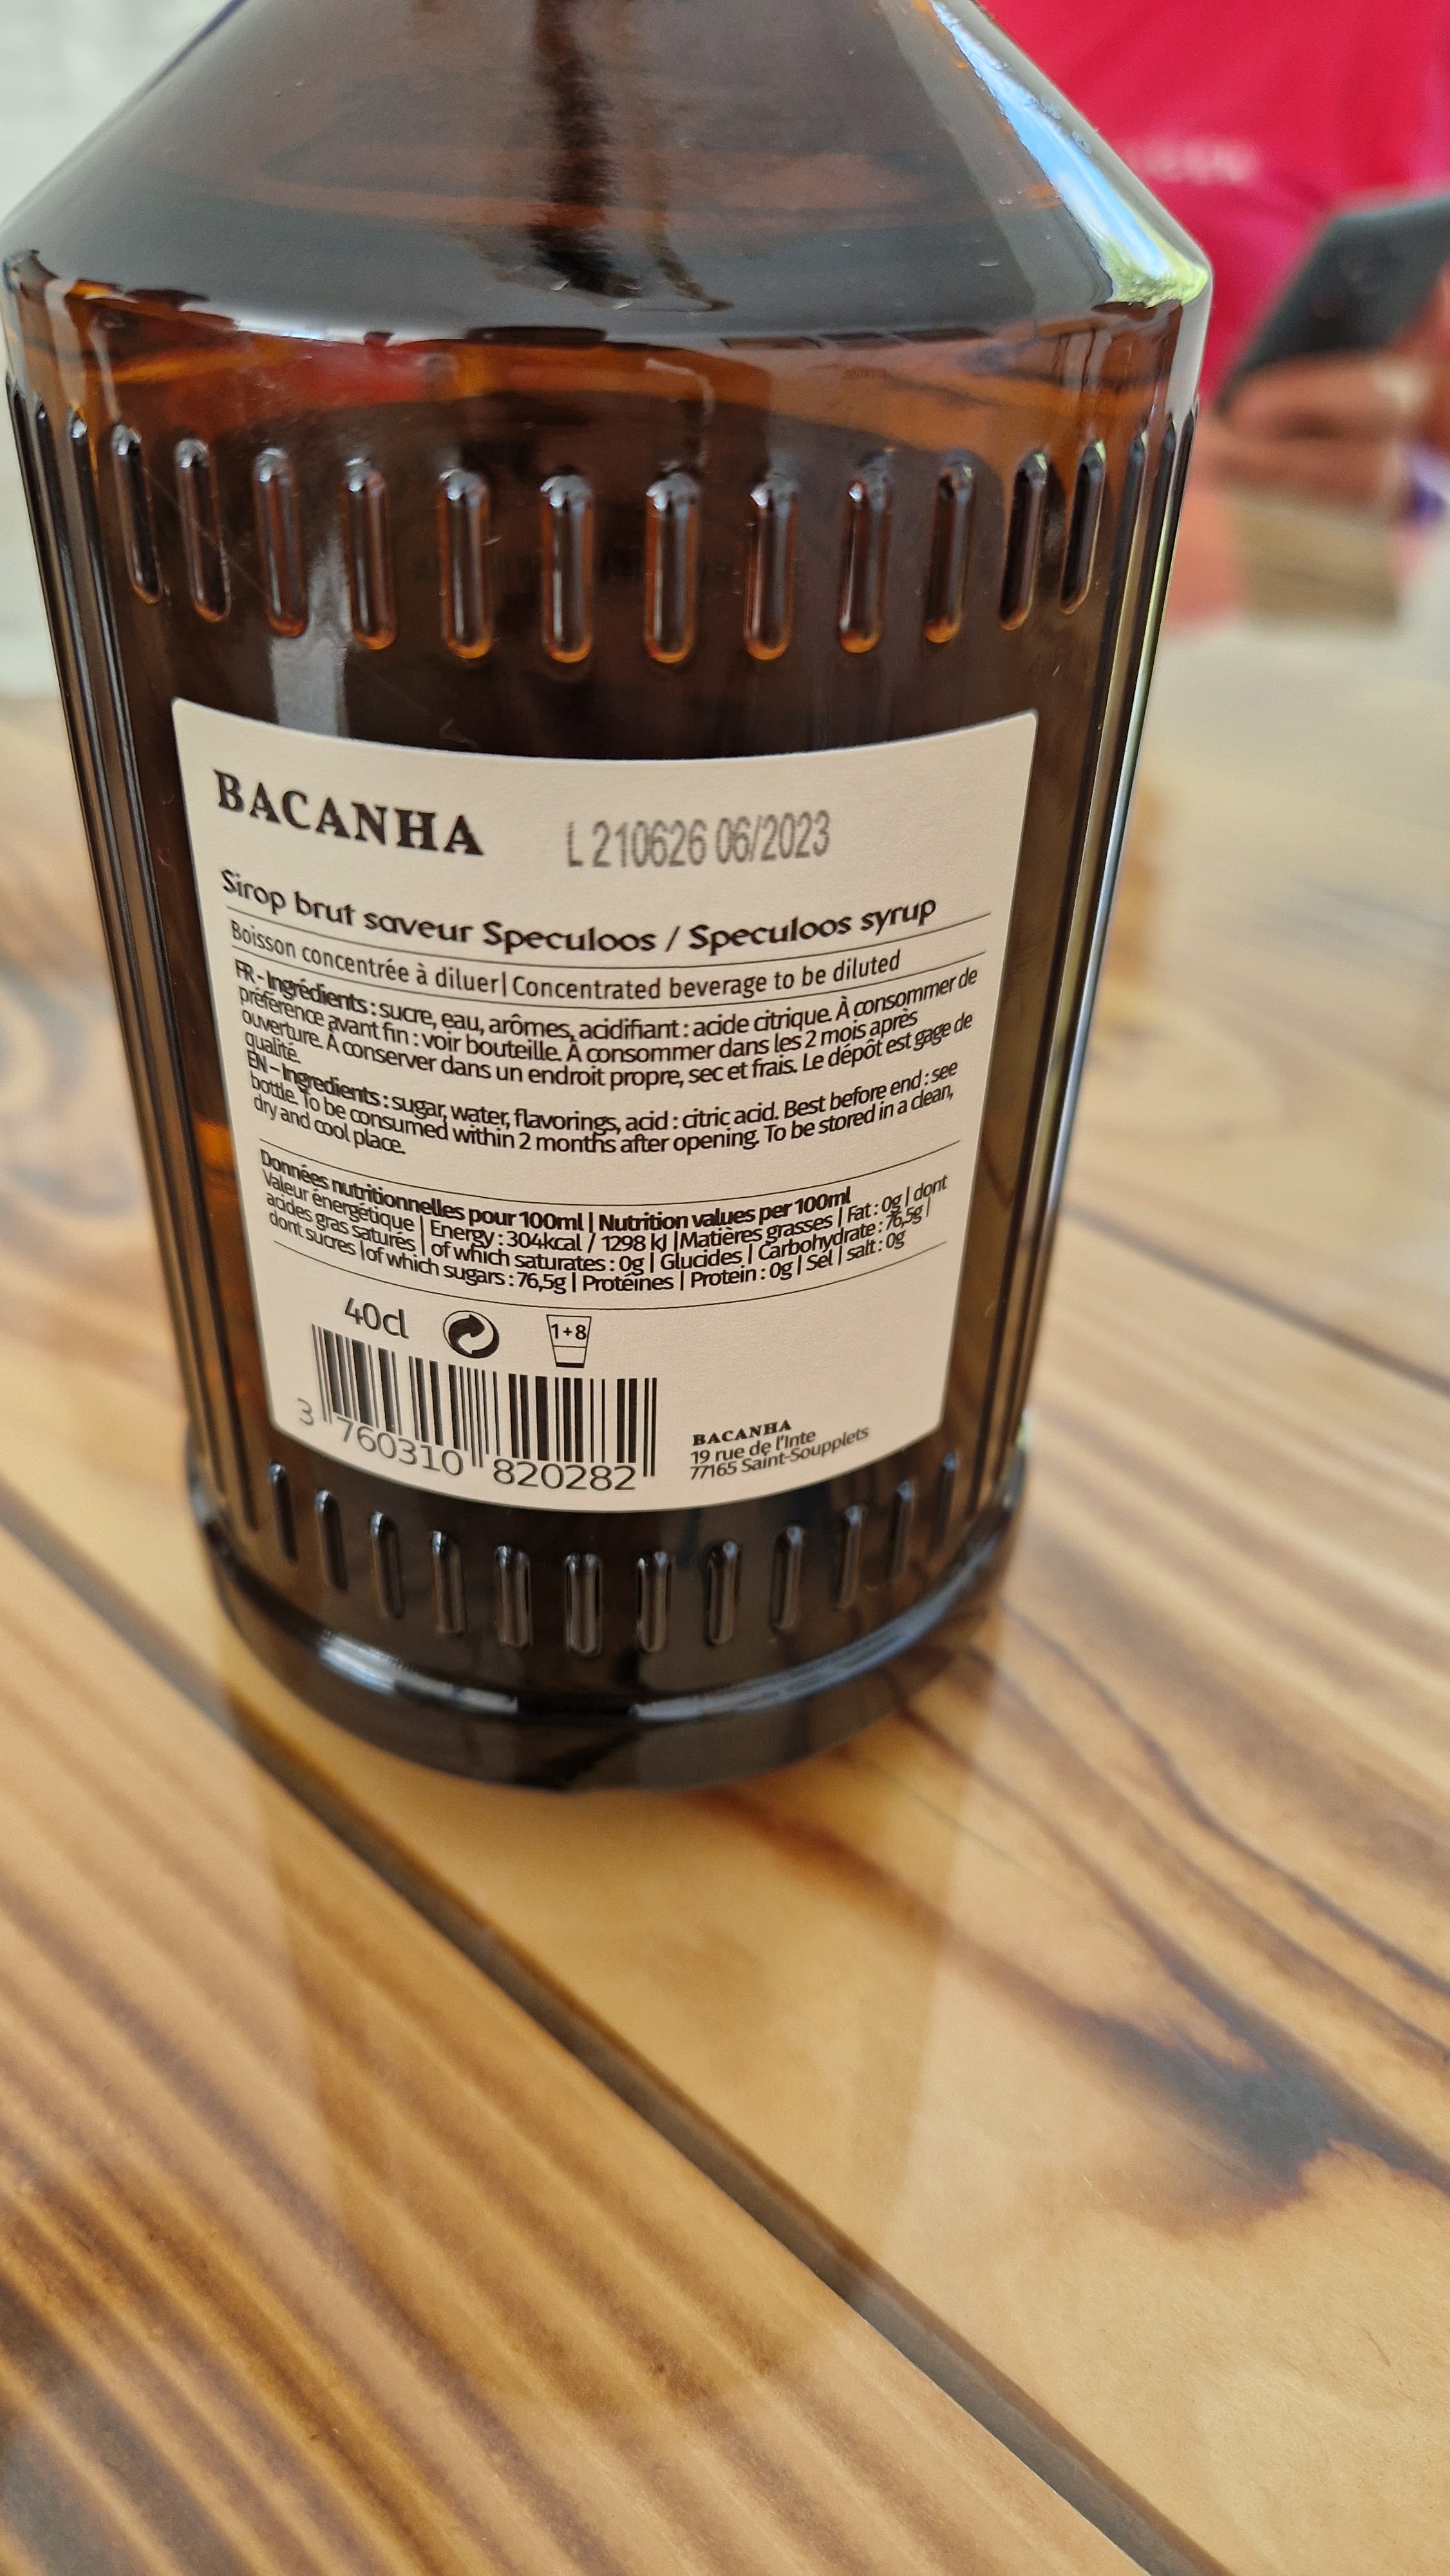 BACANHA
L 210626 06/2023
Sirop brut saveur Speculoos / Speculoos syrup
Boisson concentrée à diluer| Concentrated beverage to be diluted
FR - Ingrédients : sucre, eau, arômes, acidifiant : acide citrique. À consommer de
préférence avant fin : voir bouteille. À consommer dans les 2 mois après
ouverture. À conserver dans un endroit propre, sec et frais. Le dépôt est gage de
qualité.
EN - Ingredients : sugar, water, flavorings, acid : citric acid. Best before end : see
bottle. To be consumed within 2 months after opening. To be stored in a clean,
dry and cool place.
Données nutritionnelles pour 100ml | Nutrition values per 100ml
Valeur énergétique | Energy : 304kcal / 1298 kJ |Matières grasses | Fat : 0g | dont
acides gras saturés | of which saturates : 0g | Glucides | Carbohydrate : 76,5g |
dont sucres |of which sugars : 76,5g | Protéines | Protein : 0g | Sel | salt : 0g
40cl
1+8
3 760310 820282
BACANHA
19 rue de l'Inte
77165 Saint-Soupplets